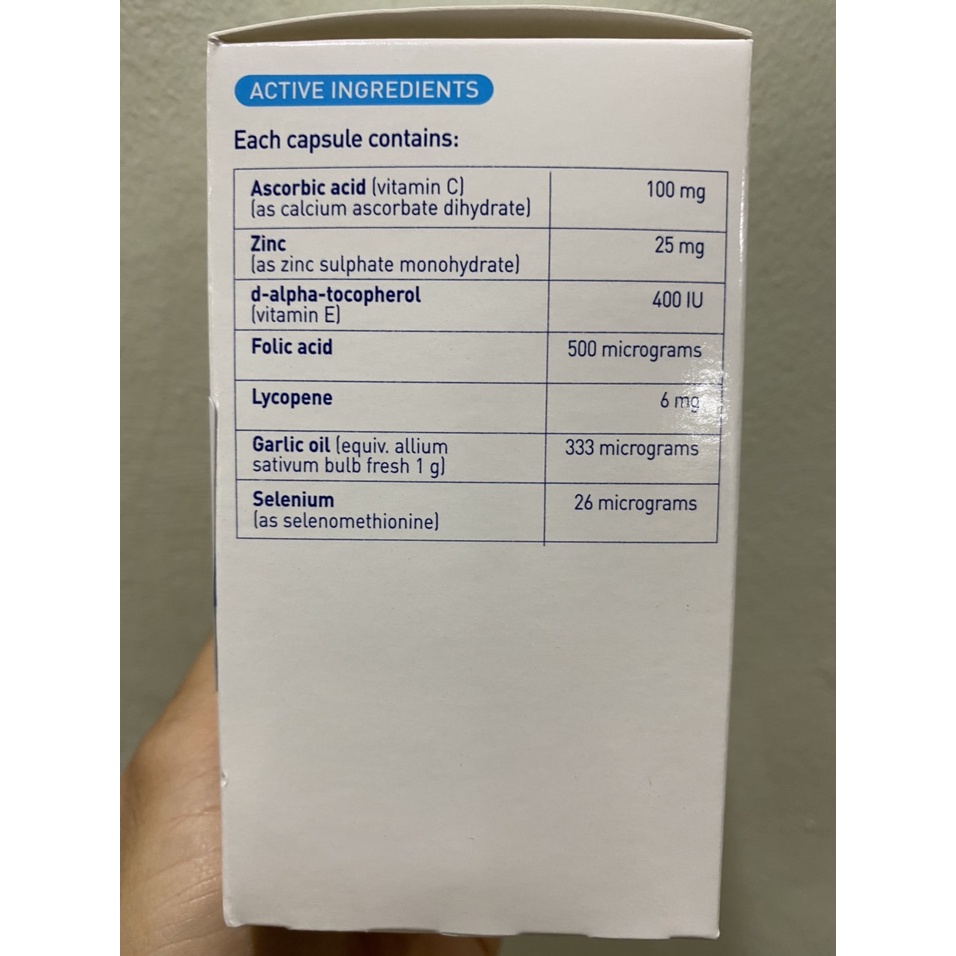 ACTIVE INGREDIENTS
Each capsule contains:
Ascorbic acid (vitamin C)
(as calcium ascorbate dihydrate)
100 mg
Zinc
(as zinc sulphate monohydrate)
25 mg
d-alpha-tocopherol
(vitamin E)
400 IU
Folic acid
500 micrograms
Lycopene
6 mg
Garlic oil (equiv. allium
sativum bulb fresh 1 g)
333 micrograms
Selenium
(as selenomethionine)
26 micrograms